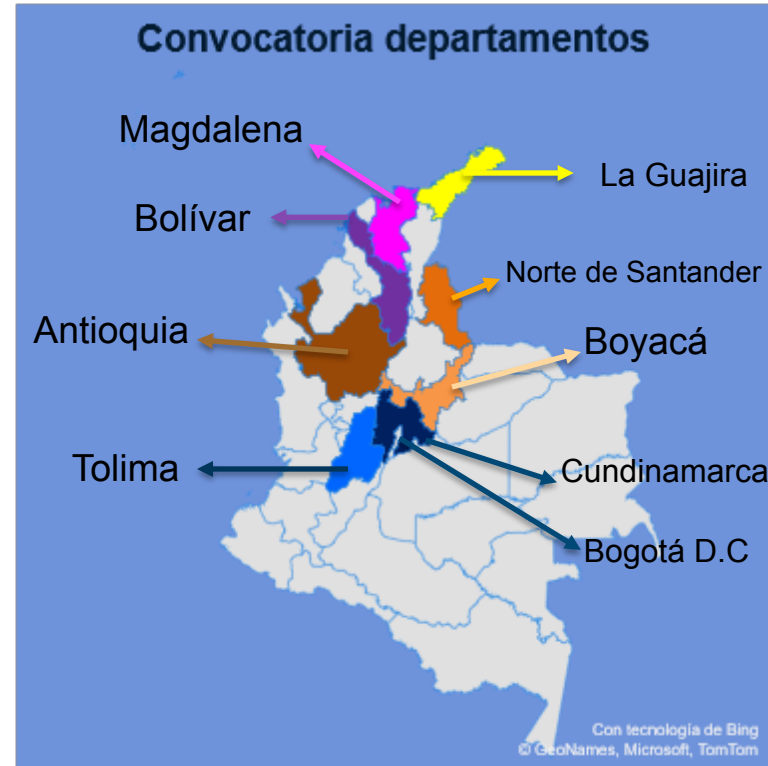 Convocatoria departamentos
Magdalena
La Guajira
Bolívar
Norte de Santander
Antioquia
Boyacá
Tolima
Cundinamarca
Bogotá D.C
Con tecnología de Bing
© GeoNames, Microsoft, TomTom